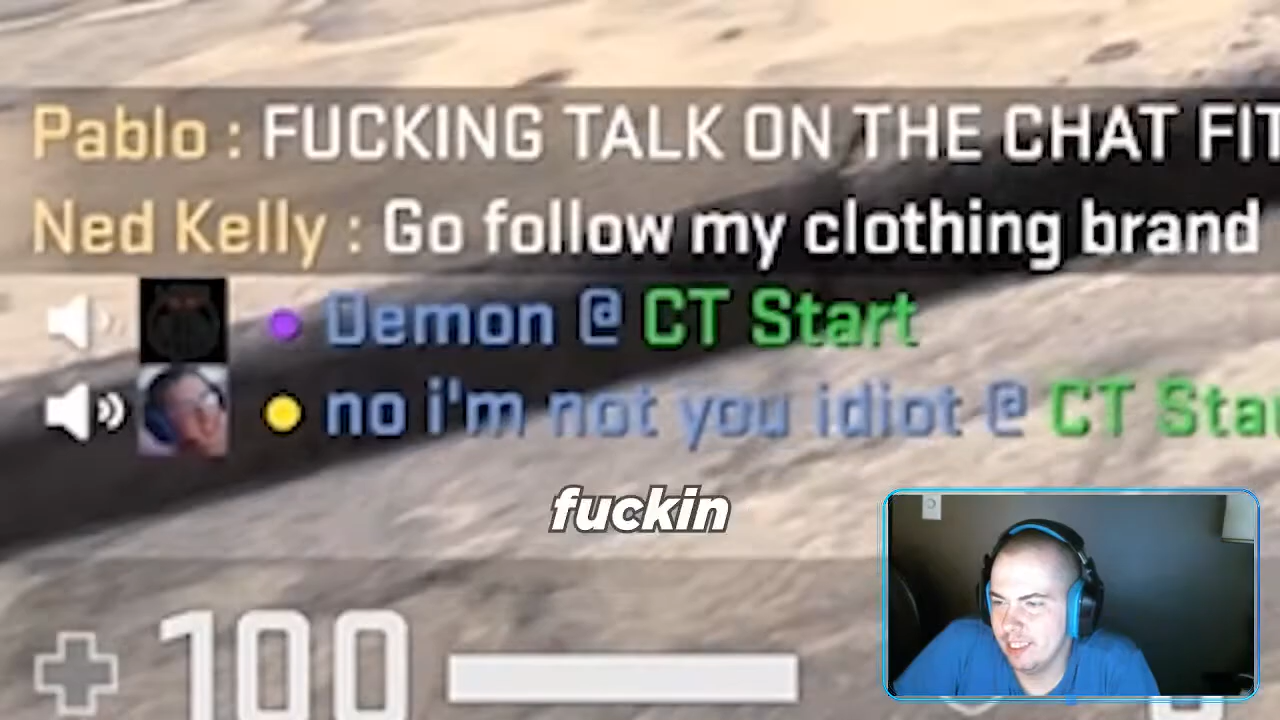 Pablo : FUCKING TALK ON THE CHAT FIT
Ned Kelly : Go follow my clothing brand
Demon @ CT Start
no i'm not you idiot @ CT Star
fuckin
100